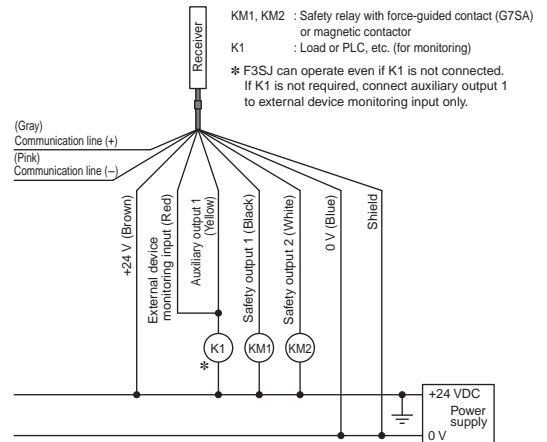 Receiver
KM1, KM2 : Safety relay with force-guided contact (G7SA)
or magnetic contactor
K1 : Load or PLC, etc. (for monitoring)
* F3SJ can operate even if K1 is not connected.
If K1 is not required, connect auxiliary output 1
to external device monitoring input only.
(Gray)
Communication line (+)
(Pink)
Communication line (–)
+24 V (Brown)
External device
monitoring input (Red)
Auxiliary output 1
(Yellow)
Safety output 1 (Black)
Safety output 2 (White)
0 V (Blue)
Shield
K1
*
KM1
KM2
+24 VDC
Power
supply
0 V